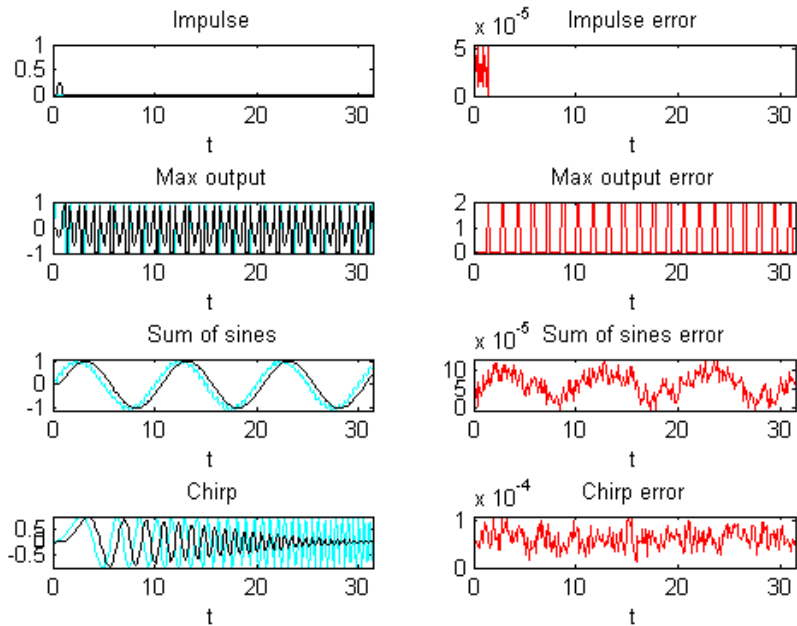 Impulse
1
0.5
0
0 10 20 30
t
Impulse error
x 10-5
5
0
0 10 20 30
t
Max output
1
0
-1
0 10 20 30
t
Max output error
2
1
0
0 10 20 30
t
Sum of sines
1
0
-1
0 10 20 30
t
Sum of sines error
x 10-5
10
5
0
0 10 20 30
t
Chirp
0.5
0
-0.5
0 10 20 30
t
Chirp error
x 10-4
1
0
0 10 20 30
t